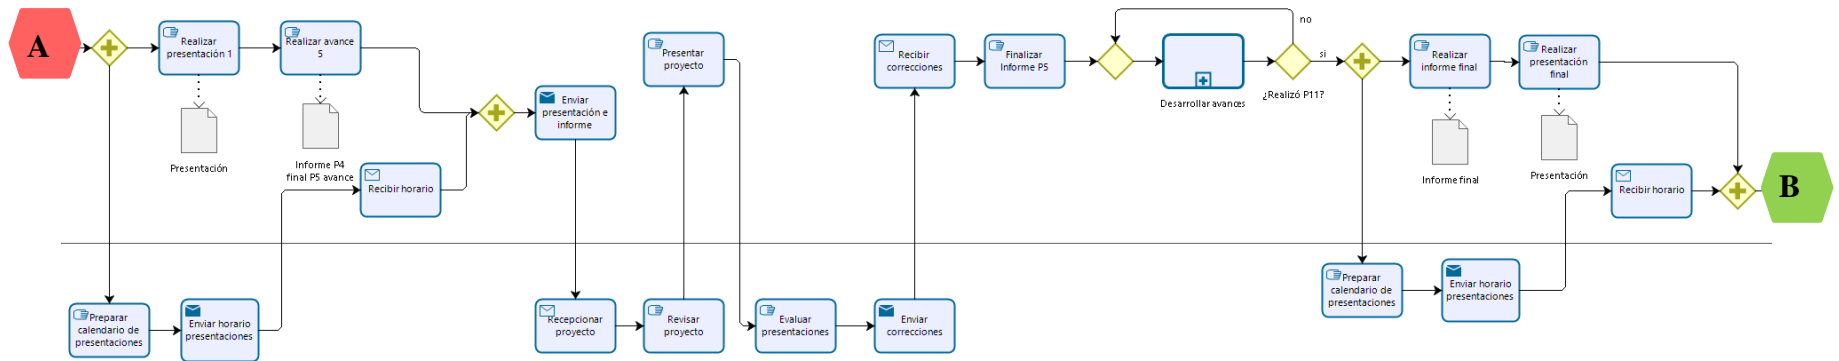 A
Realizar
presentación 1
Presentación
Realizar avance
5
Informe P4
final P5 avance
Recibir horario
Enviar
presentación e
informe
Presentar
proyecto
Recibir
correcciones
Finalizar
Informe P5
Desarrollar avances
no
si
¿Realizó P11?
Realizar
informe final
Informe final
Realizar
presentación
final
Presentación
Recibir horario
B
Preparar
calendario de
presentaciones
Enviar horario
presentaciones
Recepcionar
proyecto
Revisar
proyecto
Evaluar
presentaciones
Enviar
correcciones
Preparar
calendario de
presentaciones
Enviar horario
presentaciones